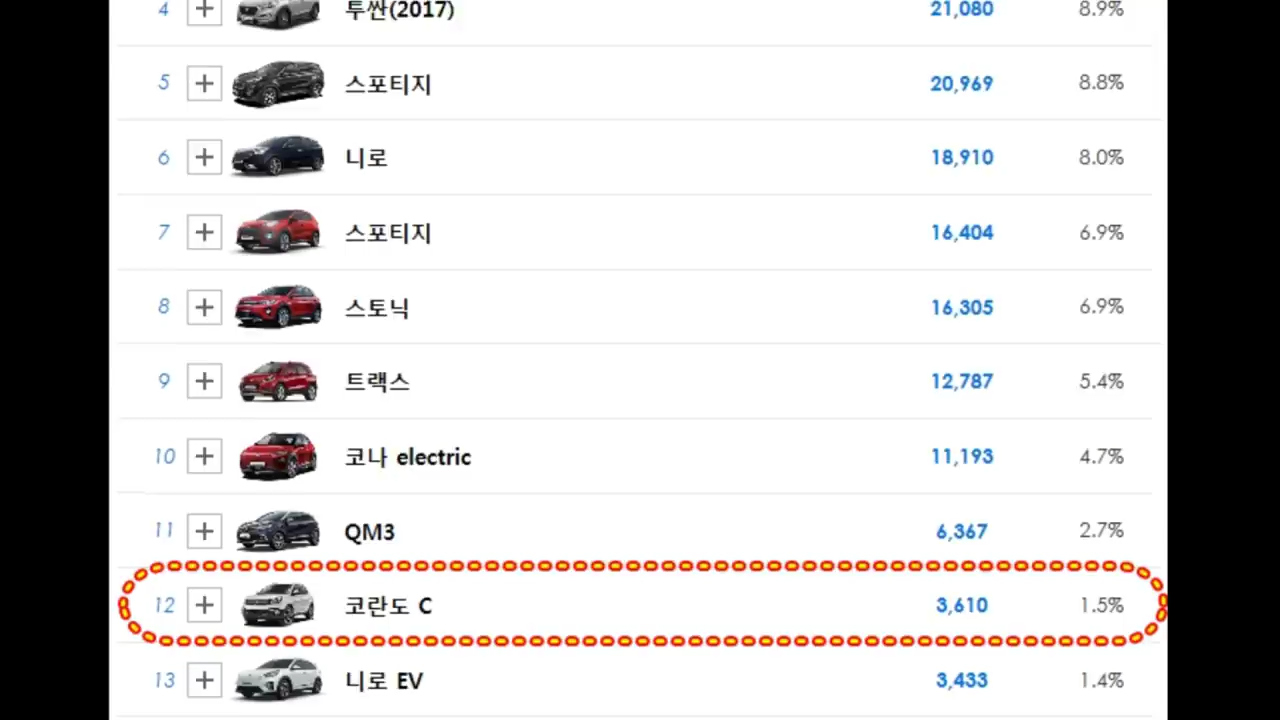 4 투싼(2017) 21,080 8.9%
5 스포티지 20,969 8.8%
6 니로 18,910 8.0%
7 스포티지 16,404 6.9%
8 스토닉 16,305 6.9%
9 트랙스 12,787 5.4%
10 코나 electric 11,193 4.7%
11 QM3 6,367 2.7%
12 코란도 C 3,610 1.5%
13 니로 EV 3,433 1.4%